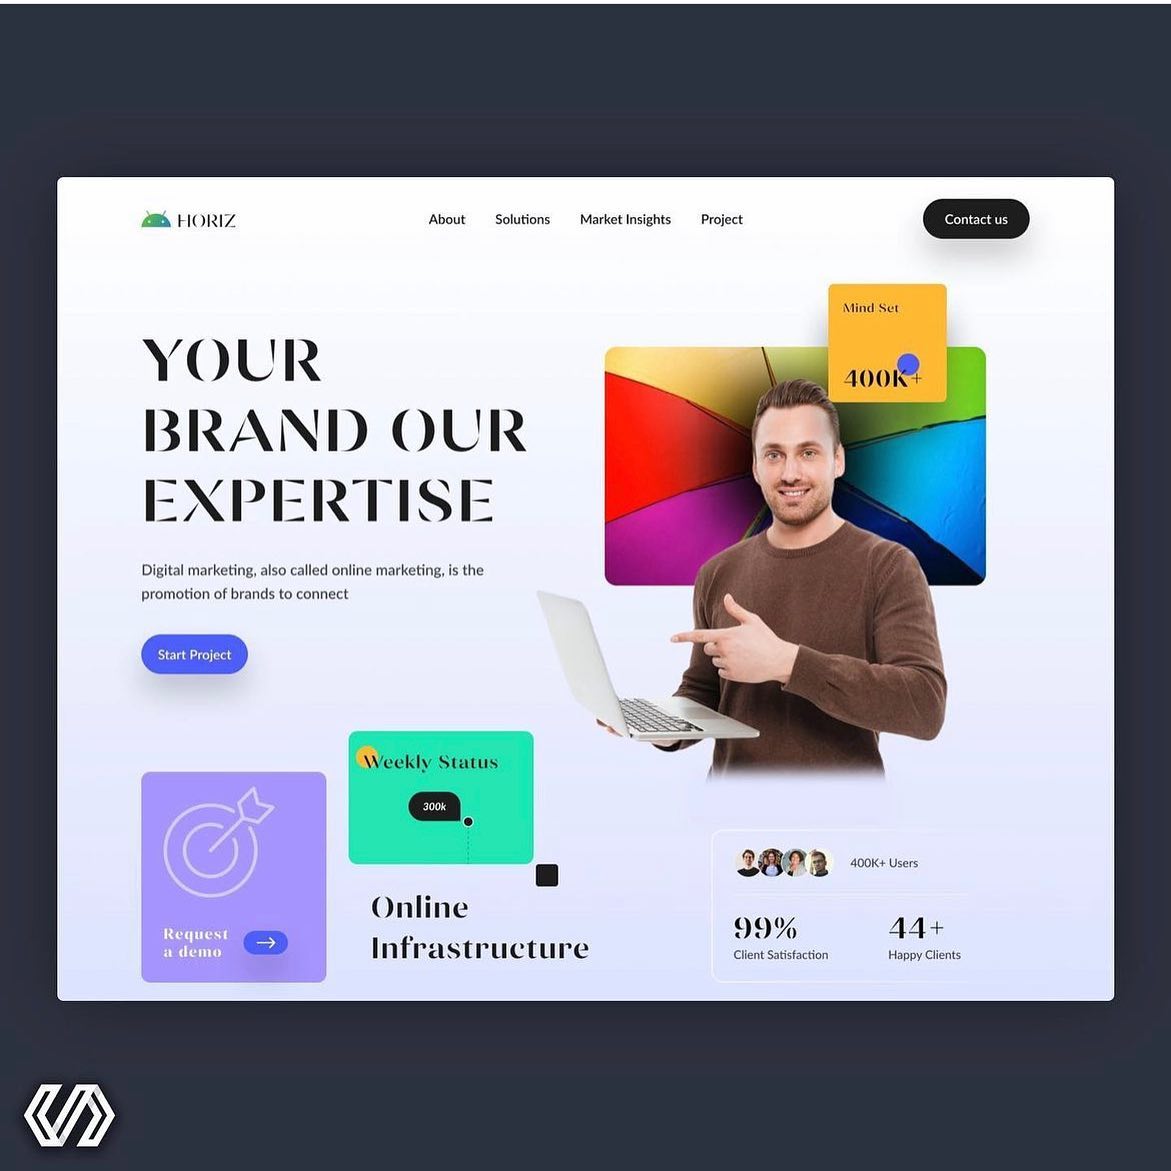 HORIZ
About
Solutions
Market Insights
Project
Contact us
YOUR
BRAND OUR
EXPERTISE
Digital marketing, also called online marketing, is the
promotion of brands to connect
Start Project
Mind Set
400K+
Weekly Status
300k
Request
a demo
Online
Infrastructure
400K+ Users
99%
Client Satisfaction
44+
Happy Clients